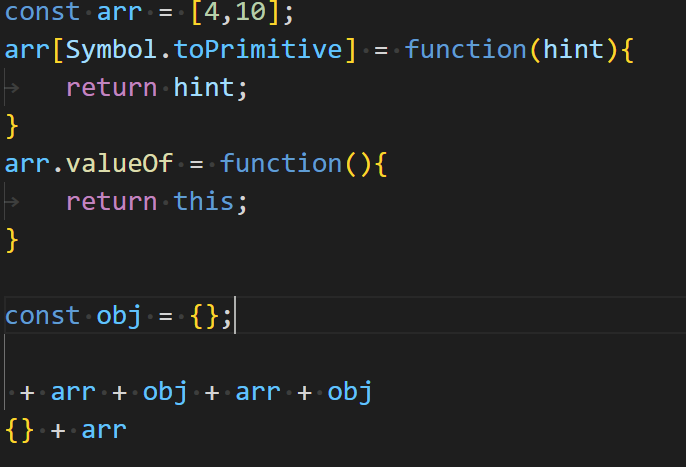 const arr = [4,10];
arr[Symbol.toPrimitive] = function(hint){
return hint;
}
arr.valueOf = function(){
return this;
}
const obj = {};
+ arr + obj + arr + obj
{} + arr